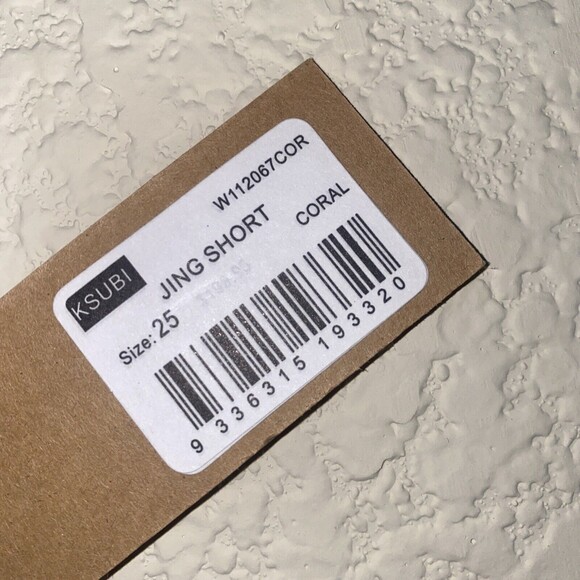 W112067COR
KSUBI
JING SHORT
CORAL
Size: 25
9 336315 193320